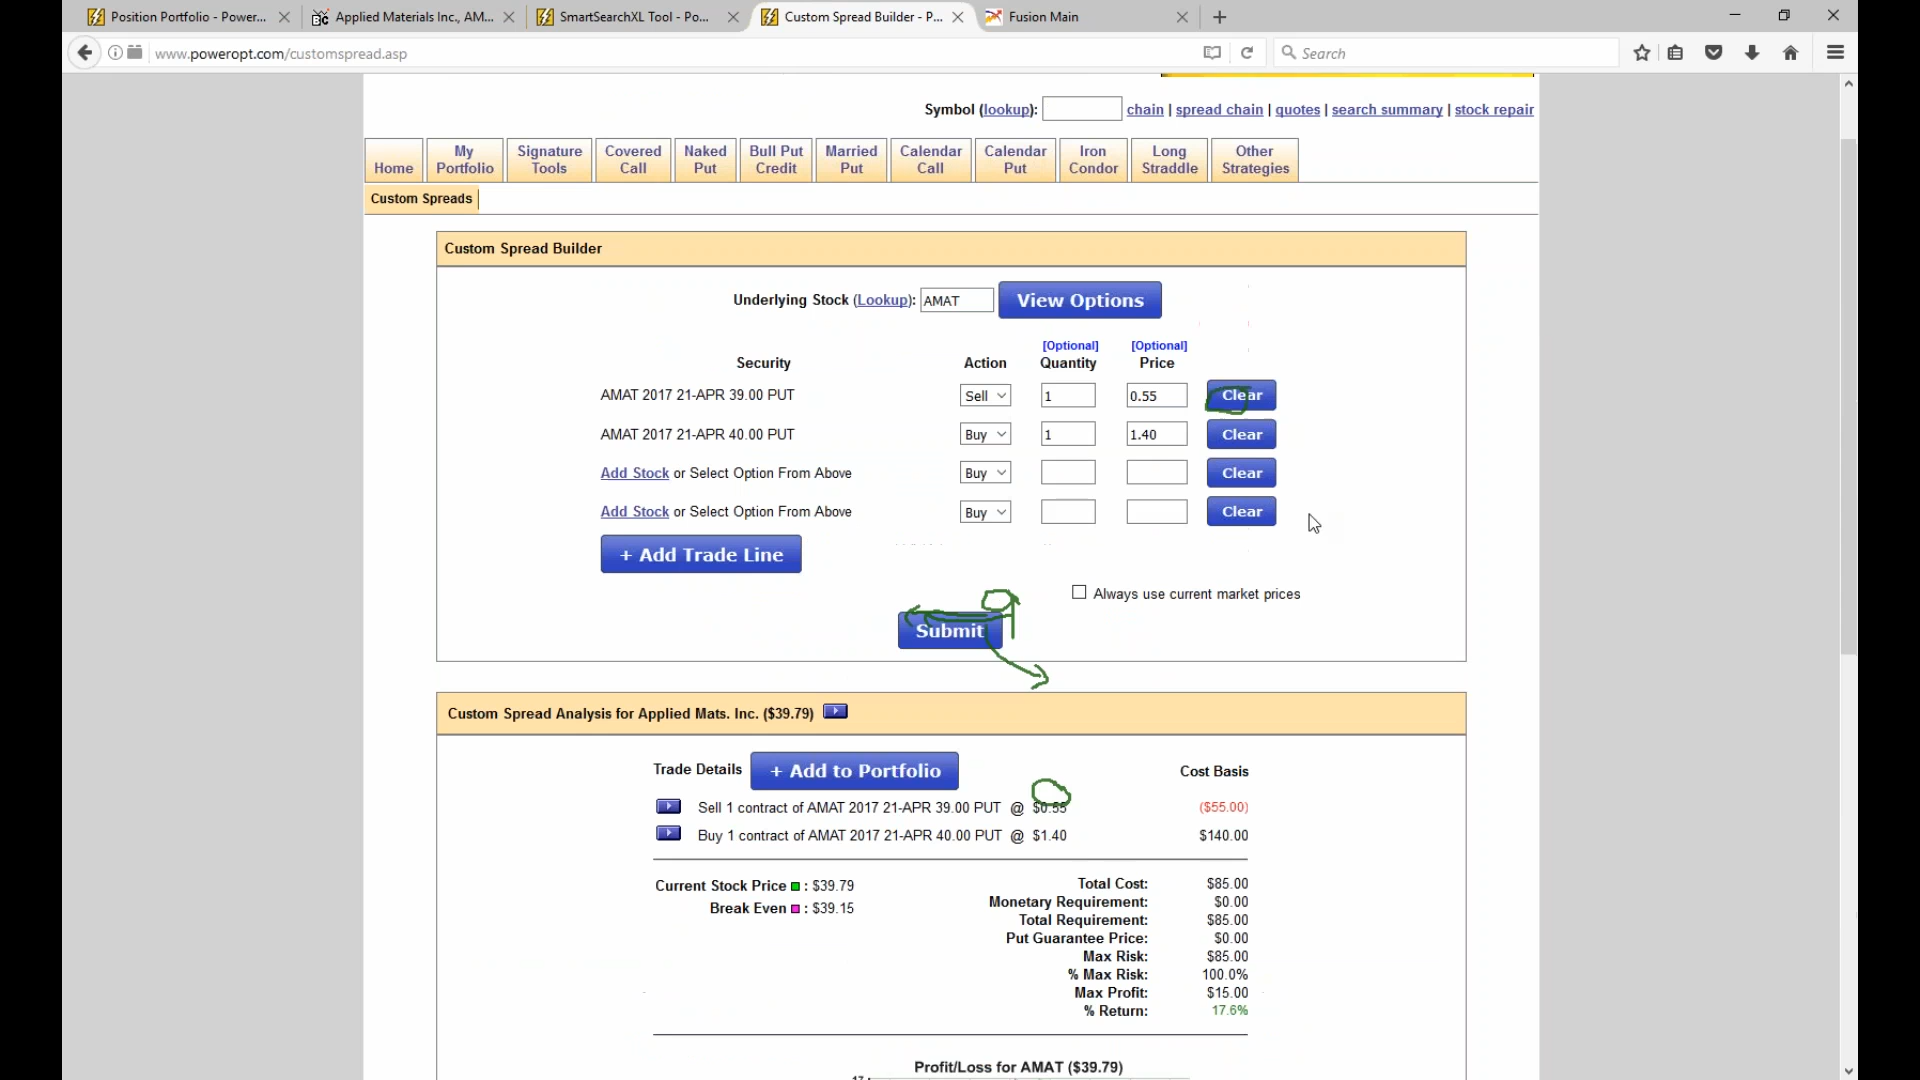 Position Portfolio - Power... Applied Materials Inc., AM... SmartSearchXL Tool - Po... Custom Spread Builder - P... Fusion Main
www.poweropt.com/customspread.asp Search
Symbol (lookup): chain | spread chain | quotes | search summary | stock repair
Home My Portfolio Signature Tools Covered Call Naked Put Bull Put Credit Married Put Calendar Call Calendar Put Iron Condor Long Straddle Other Strategies
Custom Spreads
Custom Spread Builder
Underlying Stock (Lookup): AMAT View Options
[Optional] [Optional]
Security Action Quantity Price
AMAT 2017 21-APR 39.00 PUT Sell 1 0.55 Clear
AMAT 2017 21-APR 40.00 PUT Buy 1 1.40 Clear
Add Stock or Select Option From Above Buy Clear
Add Stock or Select Option From Above Buy Clear
+ Add Trade Line
Always use current market prices
Submit
Custom Spread Analysis for Applied Mats. Inc. ($39.79)
Trade Details + Add to Portfolio Cost Basis
Sell 1 contract of AMAT 2017 21-APR 39.00 PUT @ $0.55 ($55.00)
Buy 1 contract of AMAT 2017 21-APR 40.00 PUT @ $1.40 $140.00
Current Stock Price : $39.79 Total Cost: $85.00
Break Even : $39.15 Monetary Requirement: $0.00
Total Requirement: $85.00
Put Guarantee Price: $0.00
Max Risk: $85.00
% Max Risk: 100.0%
Max Profit: $15.00
% Return: 17.6%
Profit/Loss for AMAT ($39.79)